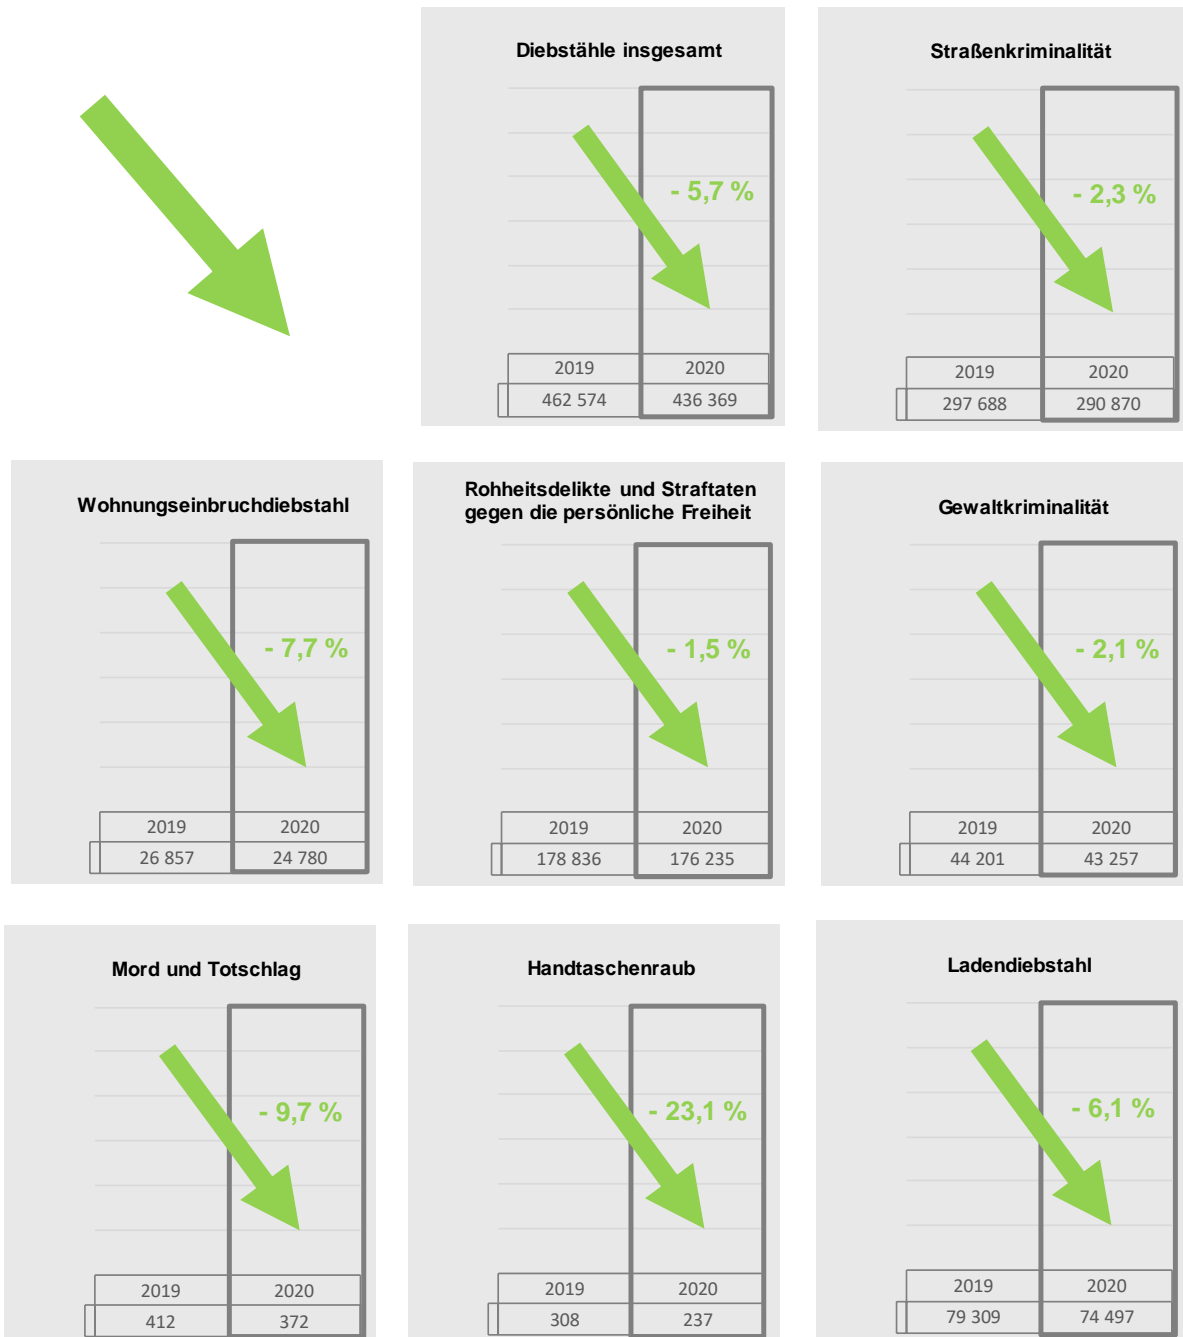 Diebstähle insgesamt
- 5,7 %
2019 2020
462 574 436 369
Straßenkriminalität
- 2,3 %
2019 2020
297 688 290 870
Wohnungseinbruchdiebstahl
- 7,7 %
2019 2020
26 857 24 780
Rohheitsdelikte und Straftaten
gegen die persönliche Freiheit
- 1,5 %
2019 2020
178 836 176 235
Gewaltkriminalität
- 2,1 %
2019 2020
44 201 43 257
Mord und Totschlag
- 9,7 %
2019 2020
412 372
Handtaschenraub
- 23,1 %
2019 2020
308 237
Ladendiebstahl
- 6,1 %
2019 2020
79 309 74 497